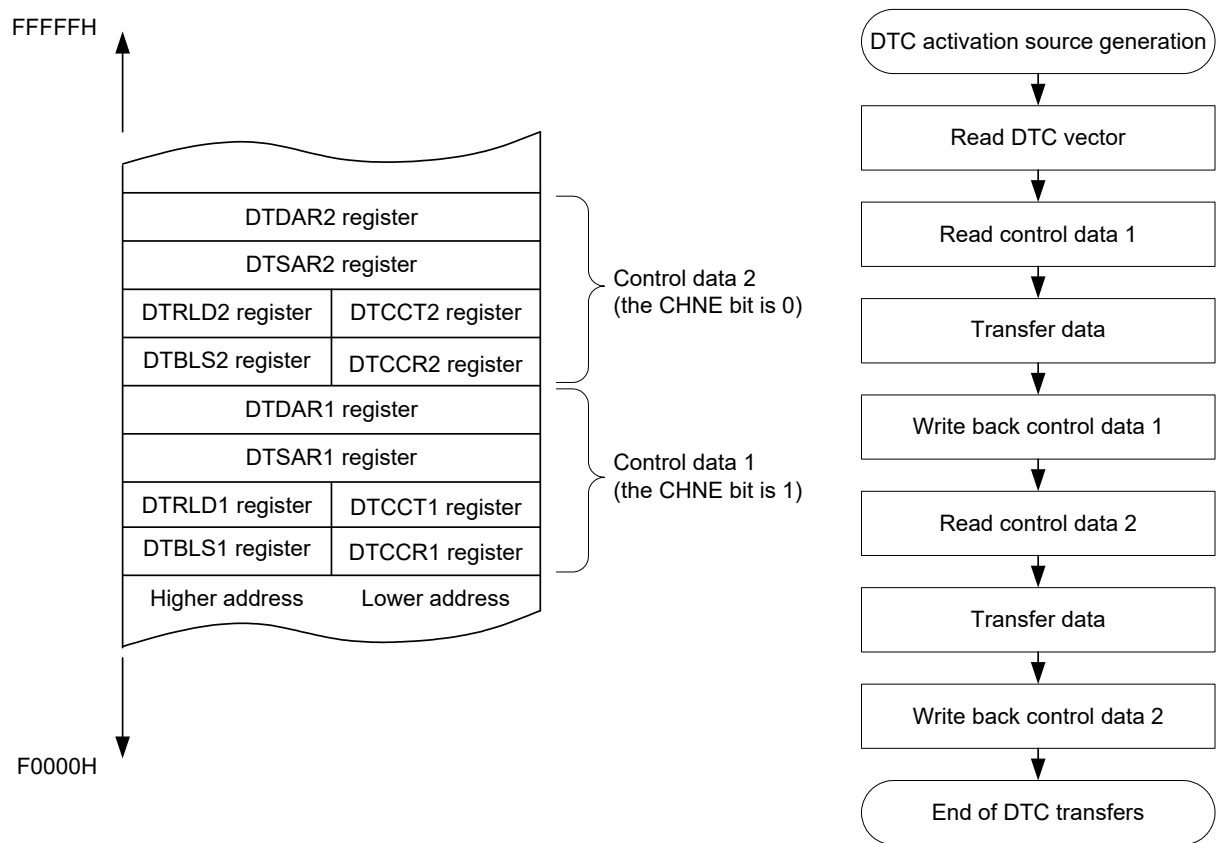 FFFFFH
DTDAR2 register
DTSAR2 register
DTRLD2 register
DTCCT2 register
DTBLS2 register
DTCCR2 register
DTDAR1 register
DTSAR1 register
DTRLD1 register
DTCCT1 register
DTBLS1 register
DTCCR1 register
Higher address
Lower address
F0000H
Control data 2
(the CHNE bit is 0)
Control data 1
(the CHNE bit is 1)
DTC activation source generation
Read DTC vector
Read control data 1
Transfer data
Write back control data 1
Read control data 2
Transfer data
Write back control data 2
End of DTC transfers